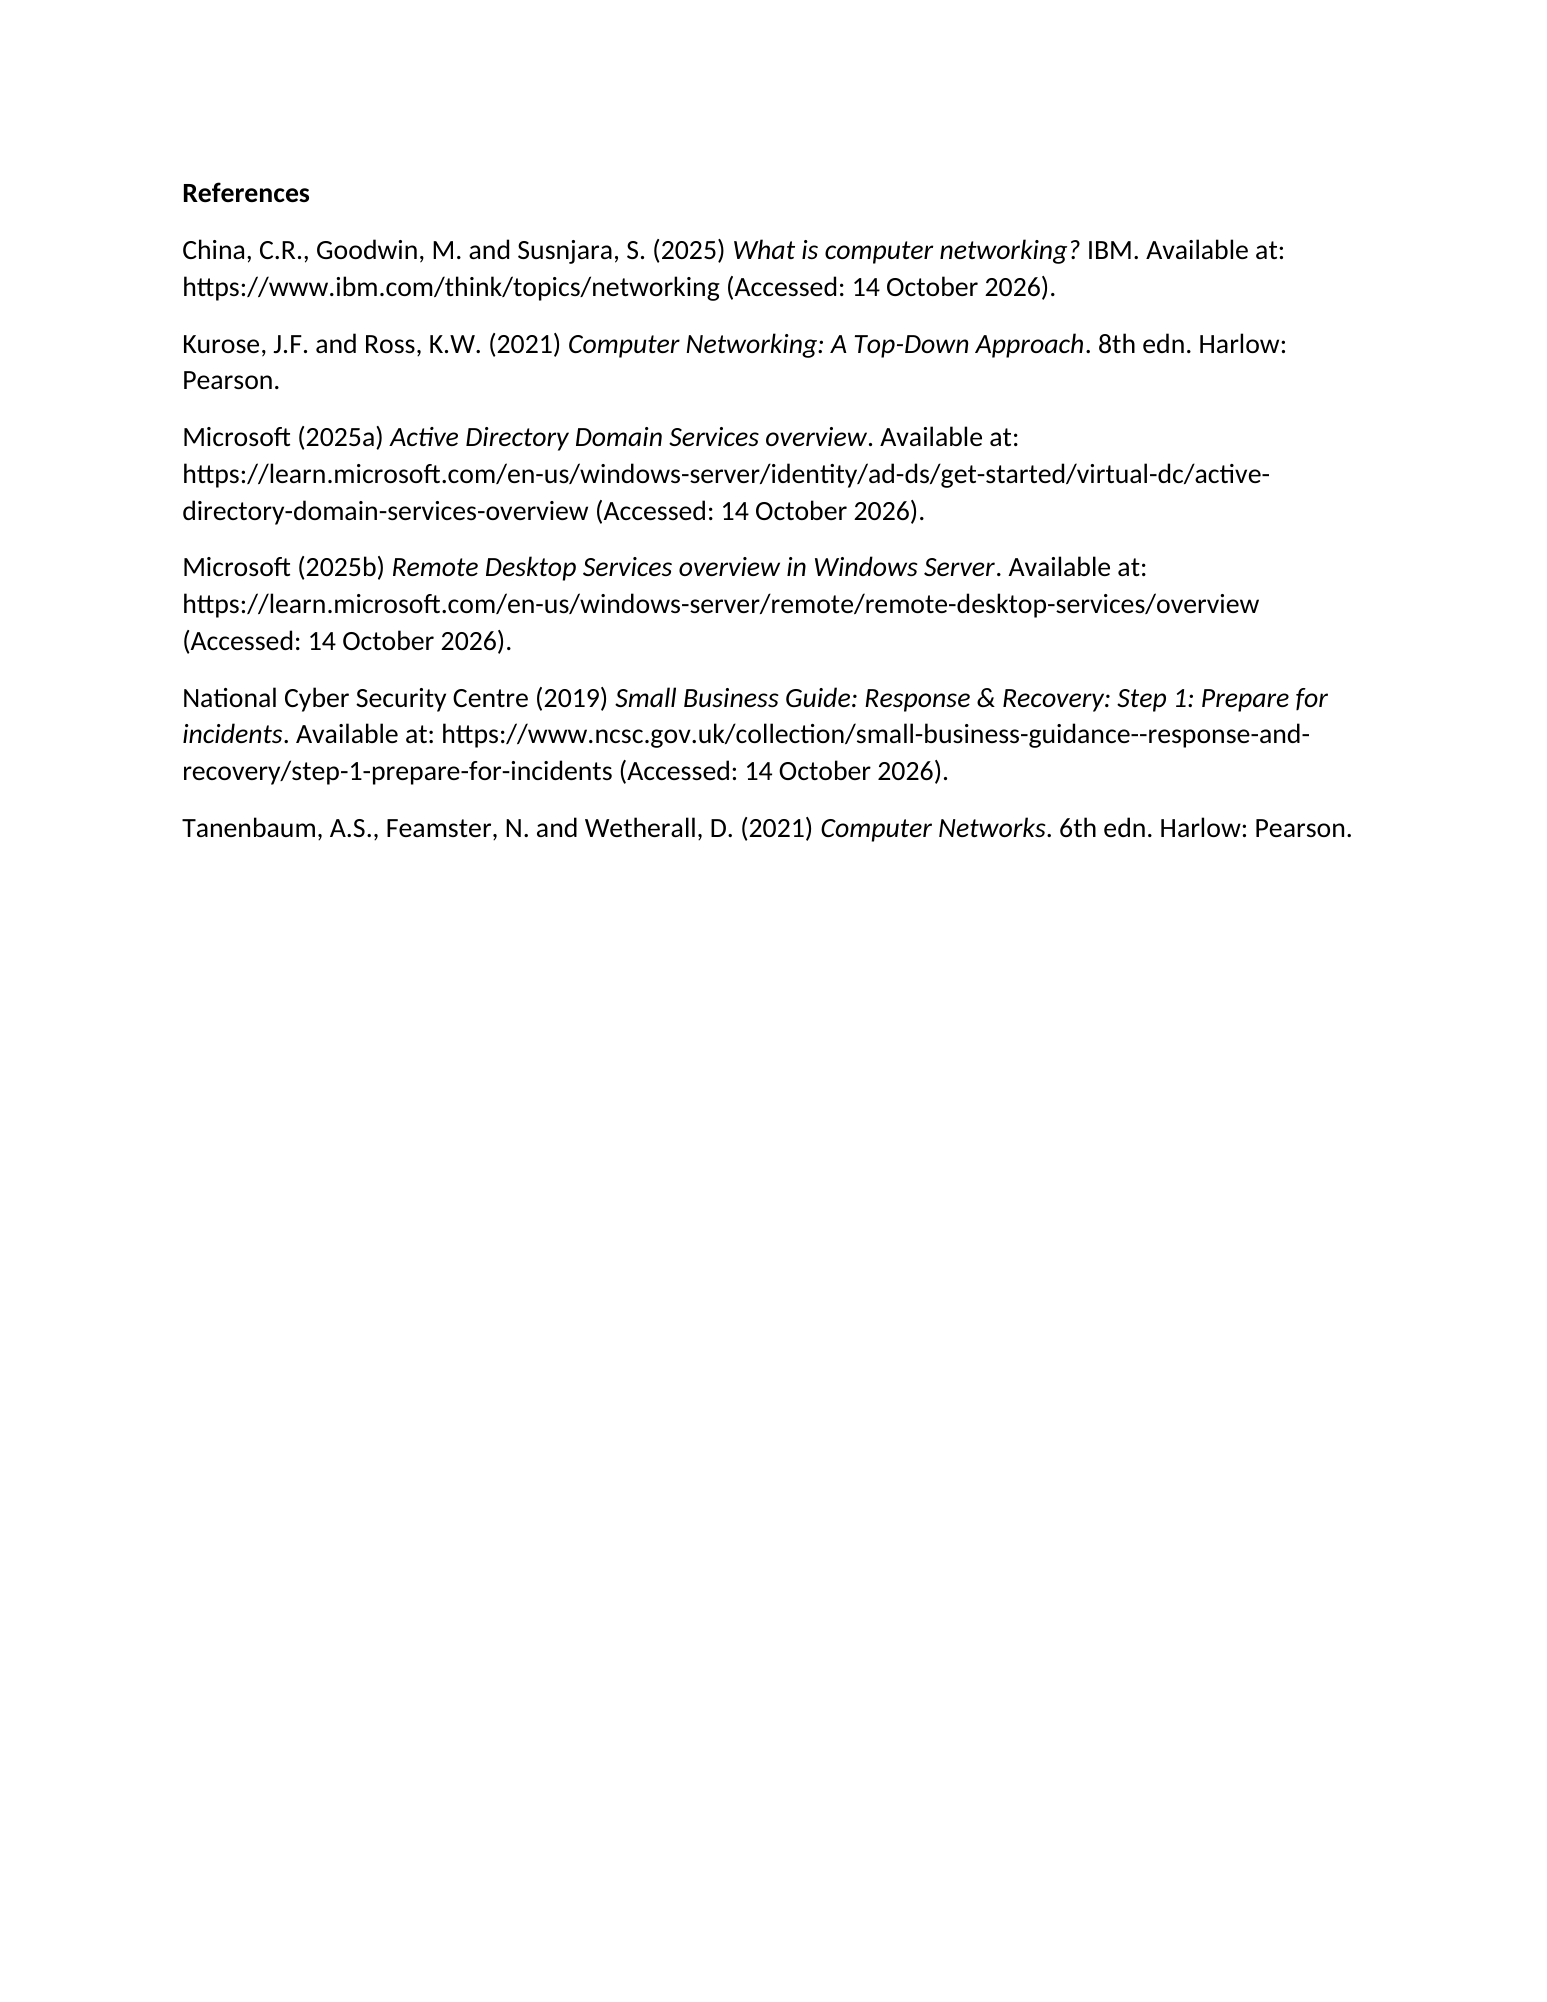 References
China, C.R., Goodwin, M. and Susnjara, S. (2025) What is computer networking? IBM. Available at:
https://www.ibm.com/think/topics/networking (Accessed: 14 October 2026).
Kurose, J.F. and Ross, K.W. (2021) Computer Networking: A Top-Down Approach. 8th edn. Harlow:
Pearson.
Microsoft (2025a) Active Directory Domain Services overview. Available at:
https://learn.microsoft.com/en-us/windows-server/identity/ad-ds/get-started/virtual-dc/active-
directory-domain-services-overview (Accessed: 14 October 2026).
Microsoft (2025b) Remote Desktop Services overview in Windows Server. Available at:
https://learn.microsoft.com/en-us/windows-server/remote/remote-desktop-services/overview
(Accessed: 14 October 2026).
National Cyber Security Centre (2019) Small Business Guide: Response & Recovery: Step 1: Prepare for
incidents. Available at: https://www.ncsc.gov.uk/collection/small-business-guidance--response-and-
recovery/step-1-prepare-for-incidents (Accessed: 14 October 2026).
Tanenbaum, A.S., Feamster, N. and Wetherall, D. (2021) Computer Networks. 6th edn. Harlow: Pearson.